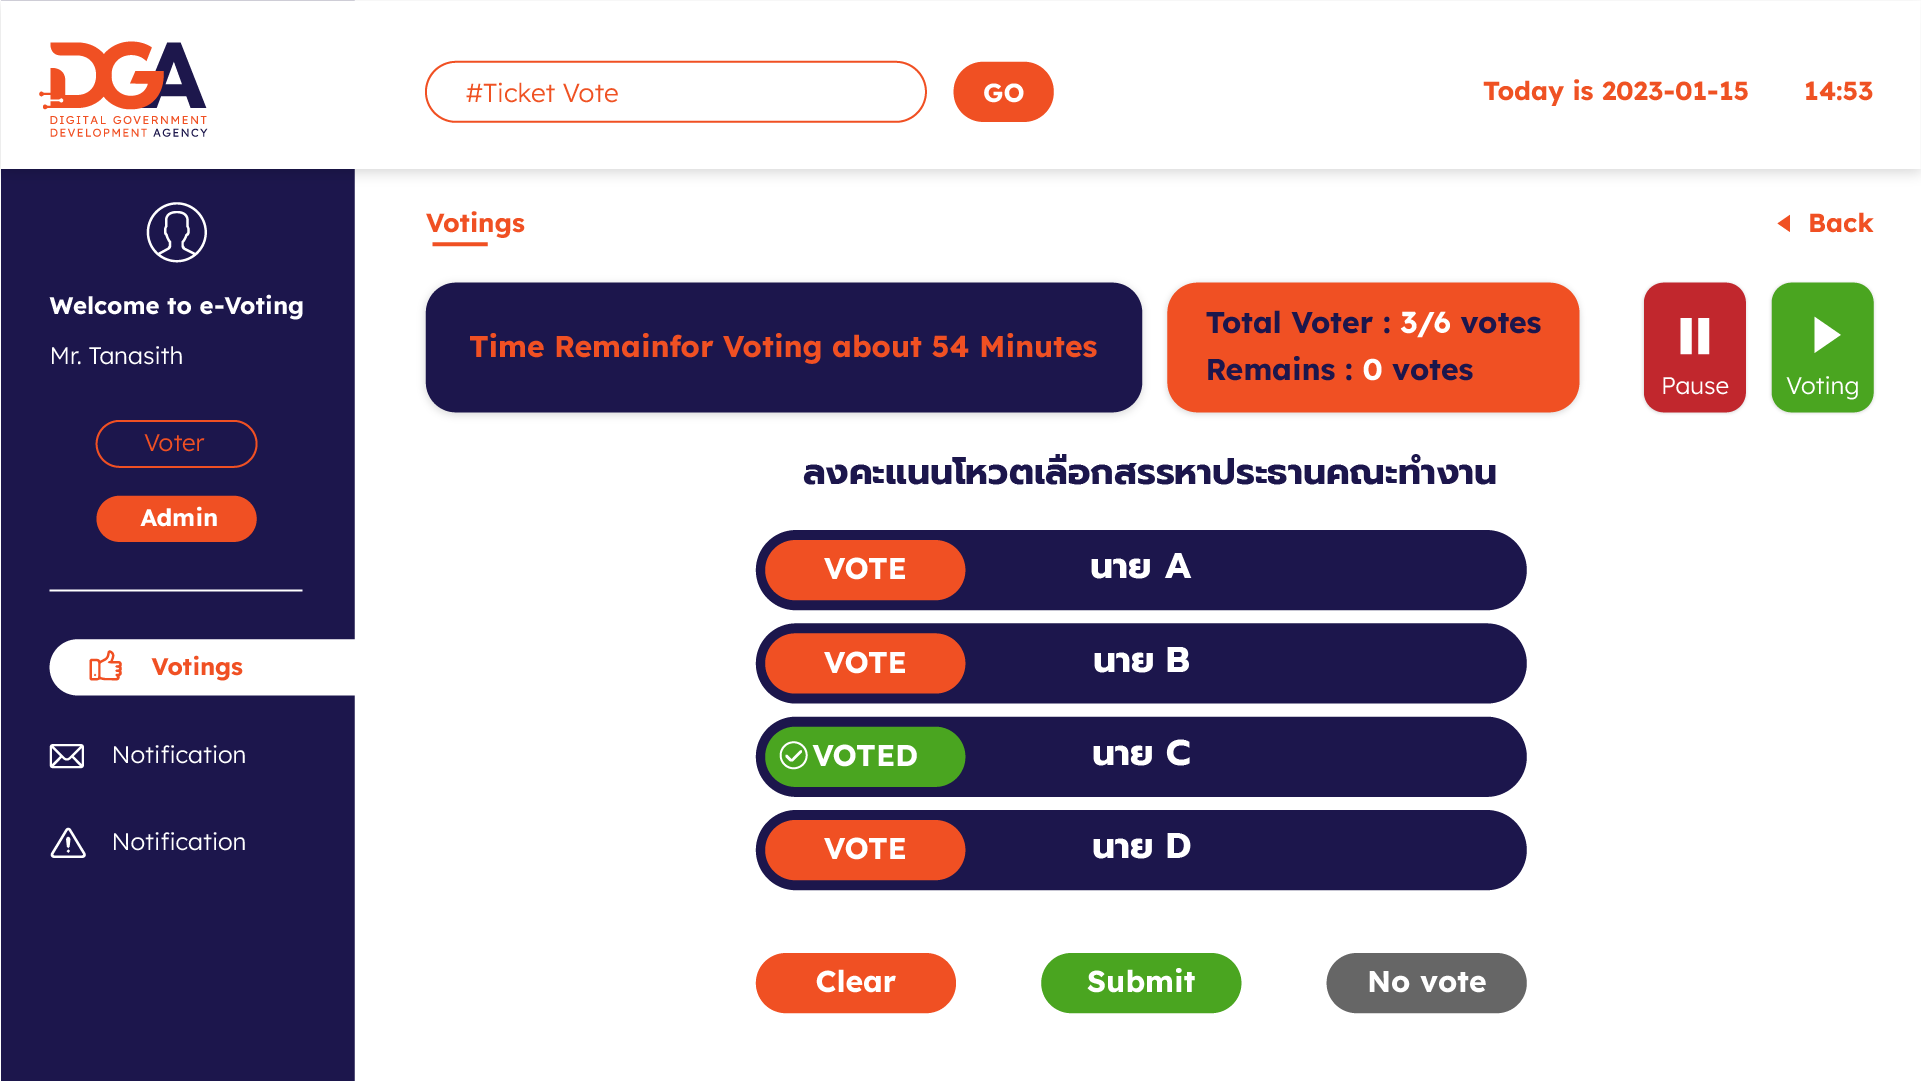 DGA
DIGITAL GOVERNMENT
DEVELOPMENT AGENCY
#Ticket Vote
GO
Today is 2023-01-15
14:53
Welcome to e-Voting
Mr. Tanasith
Voter
Admin
Votings
Notification
Notification
Votings
Back
Time Remainfor Voting about 54 Minutes
Total Voter : 3/6 votes
Remains : 0 votes
Pause
Voting
ลงคะแนนโหวตเลือกสรรหาประธานคณะทำงาน
VOTE นาย A
VOTE นาย B
VOTED นาย C
VOTE นาย D
Clear
Submit
No vote